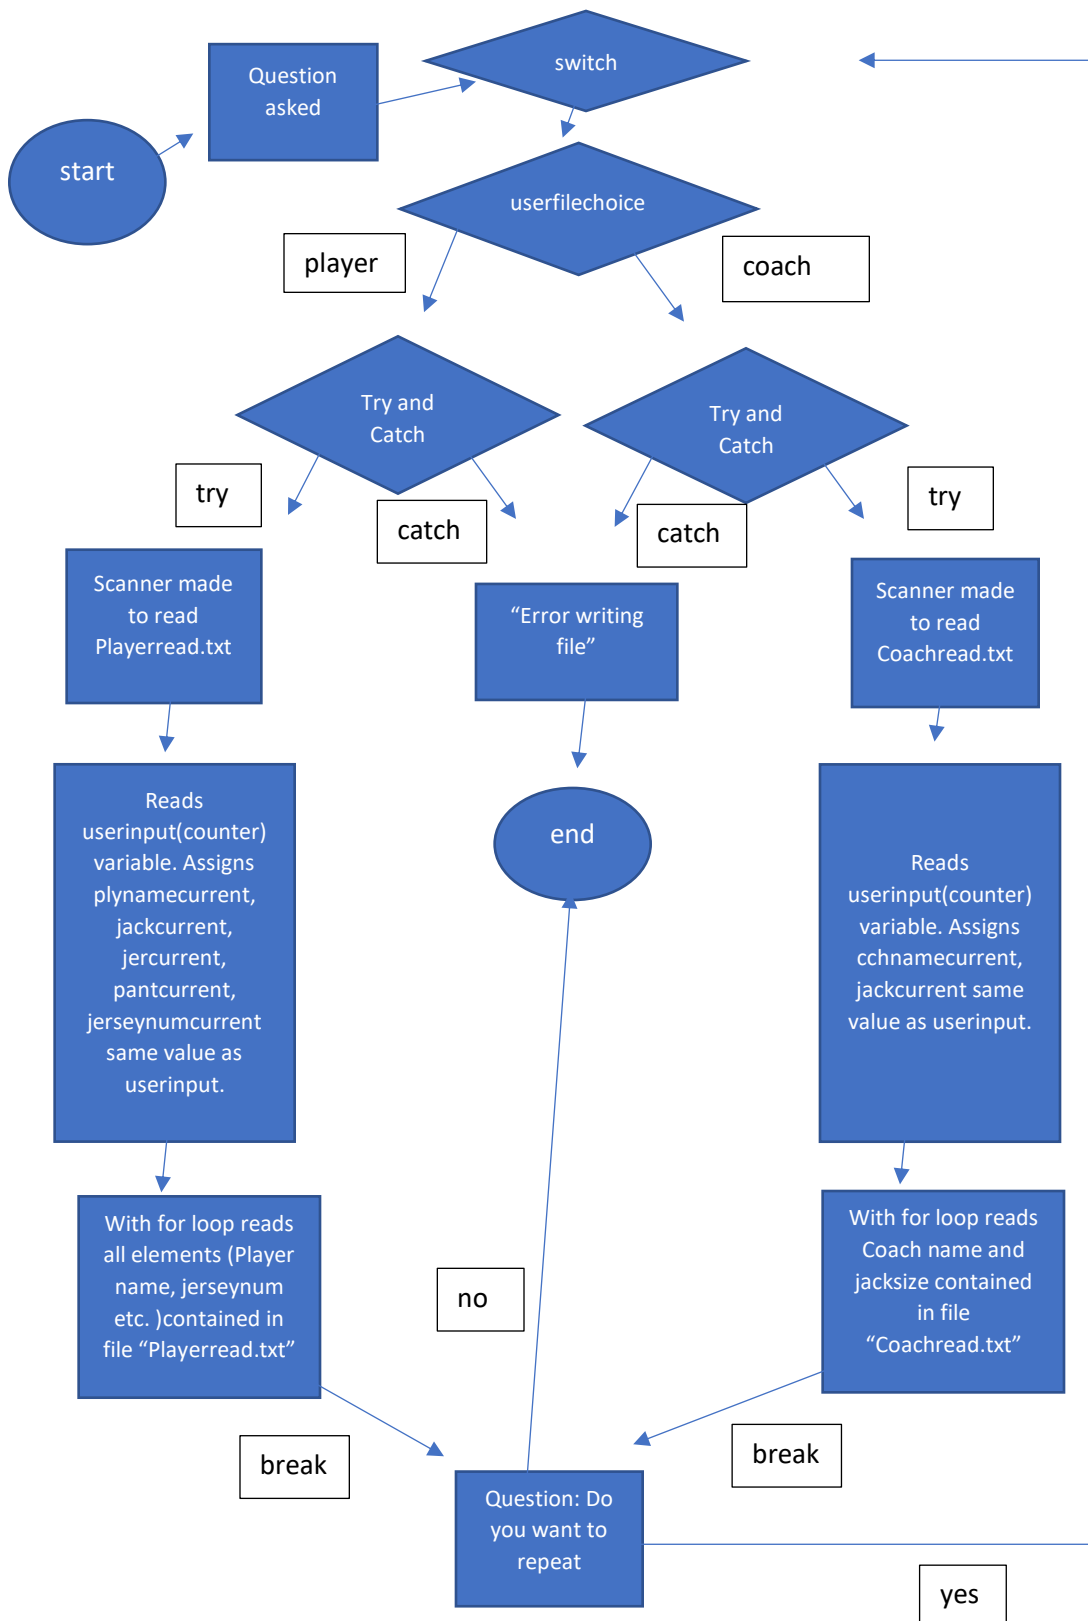 switch
Question
asked
start
userfilechoice
player
coach
Try and
Catch
Try and
Catch
try
catch
catch
try
Scanner made
to read
Playerread.txt
“Error writing
file”
Scanner made
to read
Coachread.txt
Reads
userinput(counter)
variable. Assigns
plynamecurrent,
jackcurrent,
jercurrent,
pantcurrent,
jerseynumcurrent
same value as
userinput.
end
Reads
userinput(counter)
variable. Assigns
cchnamecurrent,
jackcurrent same
value as userinput.
With for loop reads
all elements (Player
name, jerseynum
etc. )contained in
file “Playerread.txt”
no
With for loop reads
Coach name and
jacksize contained
in file
“Coachread.txt”
break
break
Question: Do
you want to
repeat
yes